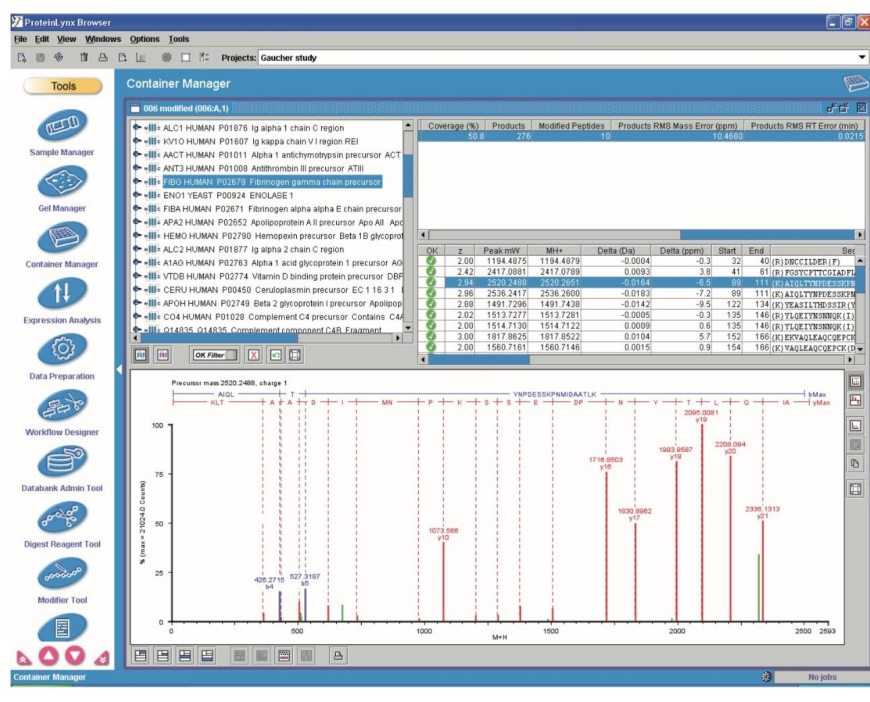 ProteinLynx Browser
File Edit View Windows Options Tools
Projects: Gaucher study
Tools
Sample Manager
Gel Manager
Container Manager
Expression Analysis
Data Preparation
Workflow Designer
Databank Admin Tool
Digest Reagent Tool
Modifier Tool
Container Manager
006 modified (006:A,1)
ALC1 HUMAN P01876 Ig alpha 1 chain C region
KV1O HUMAN P01607 Ig kappa chain V I region REI
AACT HUMAN P01011 Alpha 1 antichymotrypsin precursor ACT
ANT3 HUMAN P01008 Antithrombin III precursor ATIII
FIBG HUMAN P02679 Fibrinogen gamma chain precursor
ENO1 YEAST P00924 ENOLASE 1
FIBA HUMAN P02671 Fibrinogen alpha alpha E chain precursor
APA2 HUMAN P02652 Apolipoprotein A II precursor Apo AII Apo
HEMO HUMAN P02790 Hemopexin precursor Beta 1B glycoprot
ALC2 HUMAN P01877 Ig alpha 2 chain C region
A1AG HUMAN P02763 Alpha 1 acid glycoprotein 1 precursor AG
VTDB HUMAN P02774 Vitamin D binding protein precursor DBF
CERU HUMAN P00450 Ceruloplasmin precursor EC 1 16 3 1
APOH HUMAN P02749 Beta 2 glycoprotein I precursor Apolipop
CO4 HUMAN P01028 Complement C4 precursor Contains C4A
Q14835 Q14835 Complement component C4B Fragment
OK Filter
Coverage (%) Products Modified Peptides Products RMS Mass Error (ppm) Products RMS RT Error (min)
50.8 276 10 10.4680 0.0215
OK z Peak mW MH+ Delta (Da) Delta (ppm) Start End Sec
2.00 1194.4875 1194.4879 -0.0004 -0.3 32 40 (R)DNCCILDER(F)
2.42 2417.0881 2417.0789 0.0093 3.8 41 61 (R)FGSYCPTTCGIADFL
2.94 2520.2488 2520.2651 -0.0164 -6.5 89 111 (K)AIQLTYNPDESSKPN
2.96 2536.2417 2536.2600 -0.0183 -7.2 89 111 (K)AIQLTYNPDESSKPN
2.88 1491.7296 1491.7438 -0.0142 -9.5 122 134 (K)YEASILTHDSSIR(Y
2.02 1513.7277 1513.7281 -0.0005 -0.3 135 146 (R)YLQEIYNSNNQK(I)
2.00 1514.7130 1514.7122 0.0009 0.6 135 146 (R)YLQEIYNSNNQK(I)
3.00 1817.8625 1817.8522 0.0104 5.7 152 166 (K)EKVAQLEAQCQEPCK
2.00 1560.7161 1560.7146 0.0015 0.9 154 166 (K)VAQLEAQCQEPCK(D
Precursor mass 2520.2488, charge 1
AIQL T YNPDESSKPNMIDAATLK bMax
KLT A A D I MN P K S S E DP N Y T L Q IA yMax
% (max = 21024.0 Counts)
100
75
50
25
0
2095.0081
y19
2208.094
y20
1993.9587
y18
1716.8503
y16
1830.8962
y17
2336.1313
y21
1073.566
y10
426.2715
b4
527.3187
b5
0 500 1000 1500 2000 2500 2593
M+H
Container Manager
No jobs